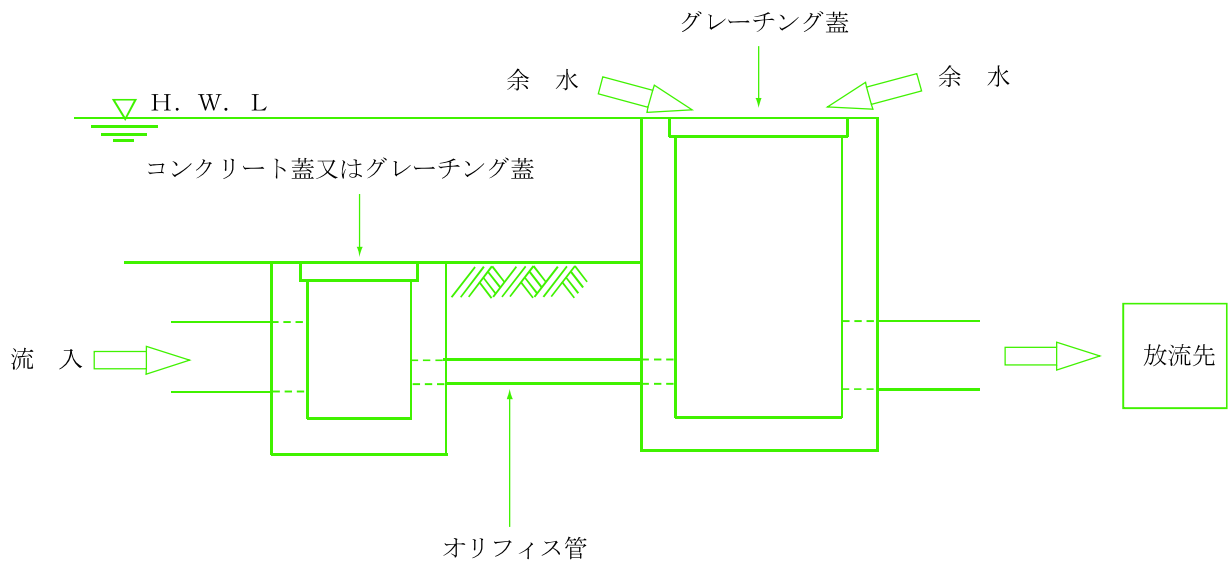 グレーチング蓋
余　水
余　水
H．W．L
コンクリート蓋又はグレーチング蓋
流　入
放流先
オリフィス管